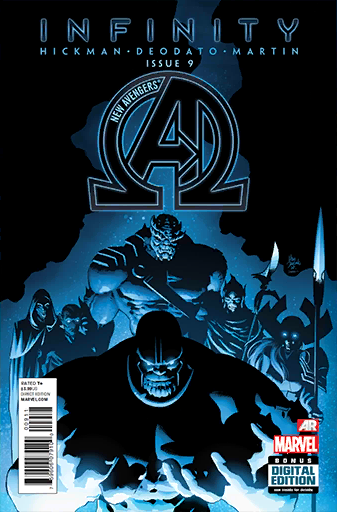 INFINITY
HICKMAN • DEODATO • MARTIN
ISSUE 9
NEW AVENGERS
A
RATED T+
$3.99US
DIRECT EDITION
MARVEL.COM
00911
AR
MARVEL
BONUS
DIGITAL
EDITION